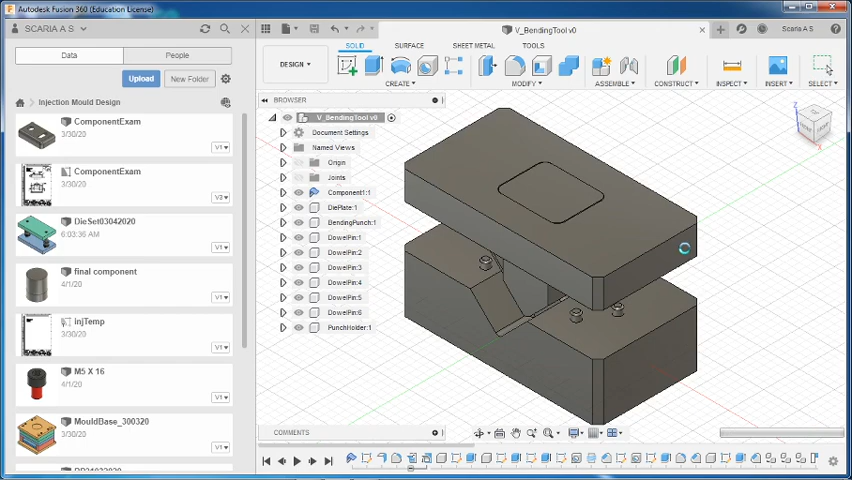 Autodesk Fusion 360 (Education License)
SCARIA A S
V_BendingTool v0
Scaria A S
Data
People
Upload
New Folder
SOLID
SURFACE
SHEET METAL
TOOLS
DESIGN
CREATE
MODIFY
ASSEMBLE
CONSTRUCT
INSPECT
INSERT
SELECT
Injection Mould Design
ComponentExam
3/30/20
V1
ComponentExam
3/30/20
V3
DieSet03042020
6:03:36 AM
V1
final component
4/1/20
V1
injTemp
3/30/20
V1
M5 X 16
4/1/20
V1
MouldBase_300320
3/30/20
V1
BROWSER
V_BendingTool v0
Document Settings
Named Views
Origin
Joints
Component1:1
DiePlate:1
BendingPunch:1
DowelPin:1
DowelPin:2
DowelPin:3
DowelPin:4
DowelPin:5
DowelPin:6
PunchHolder:1
Z
X
COMMENTS